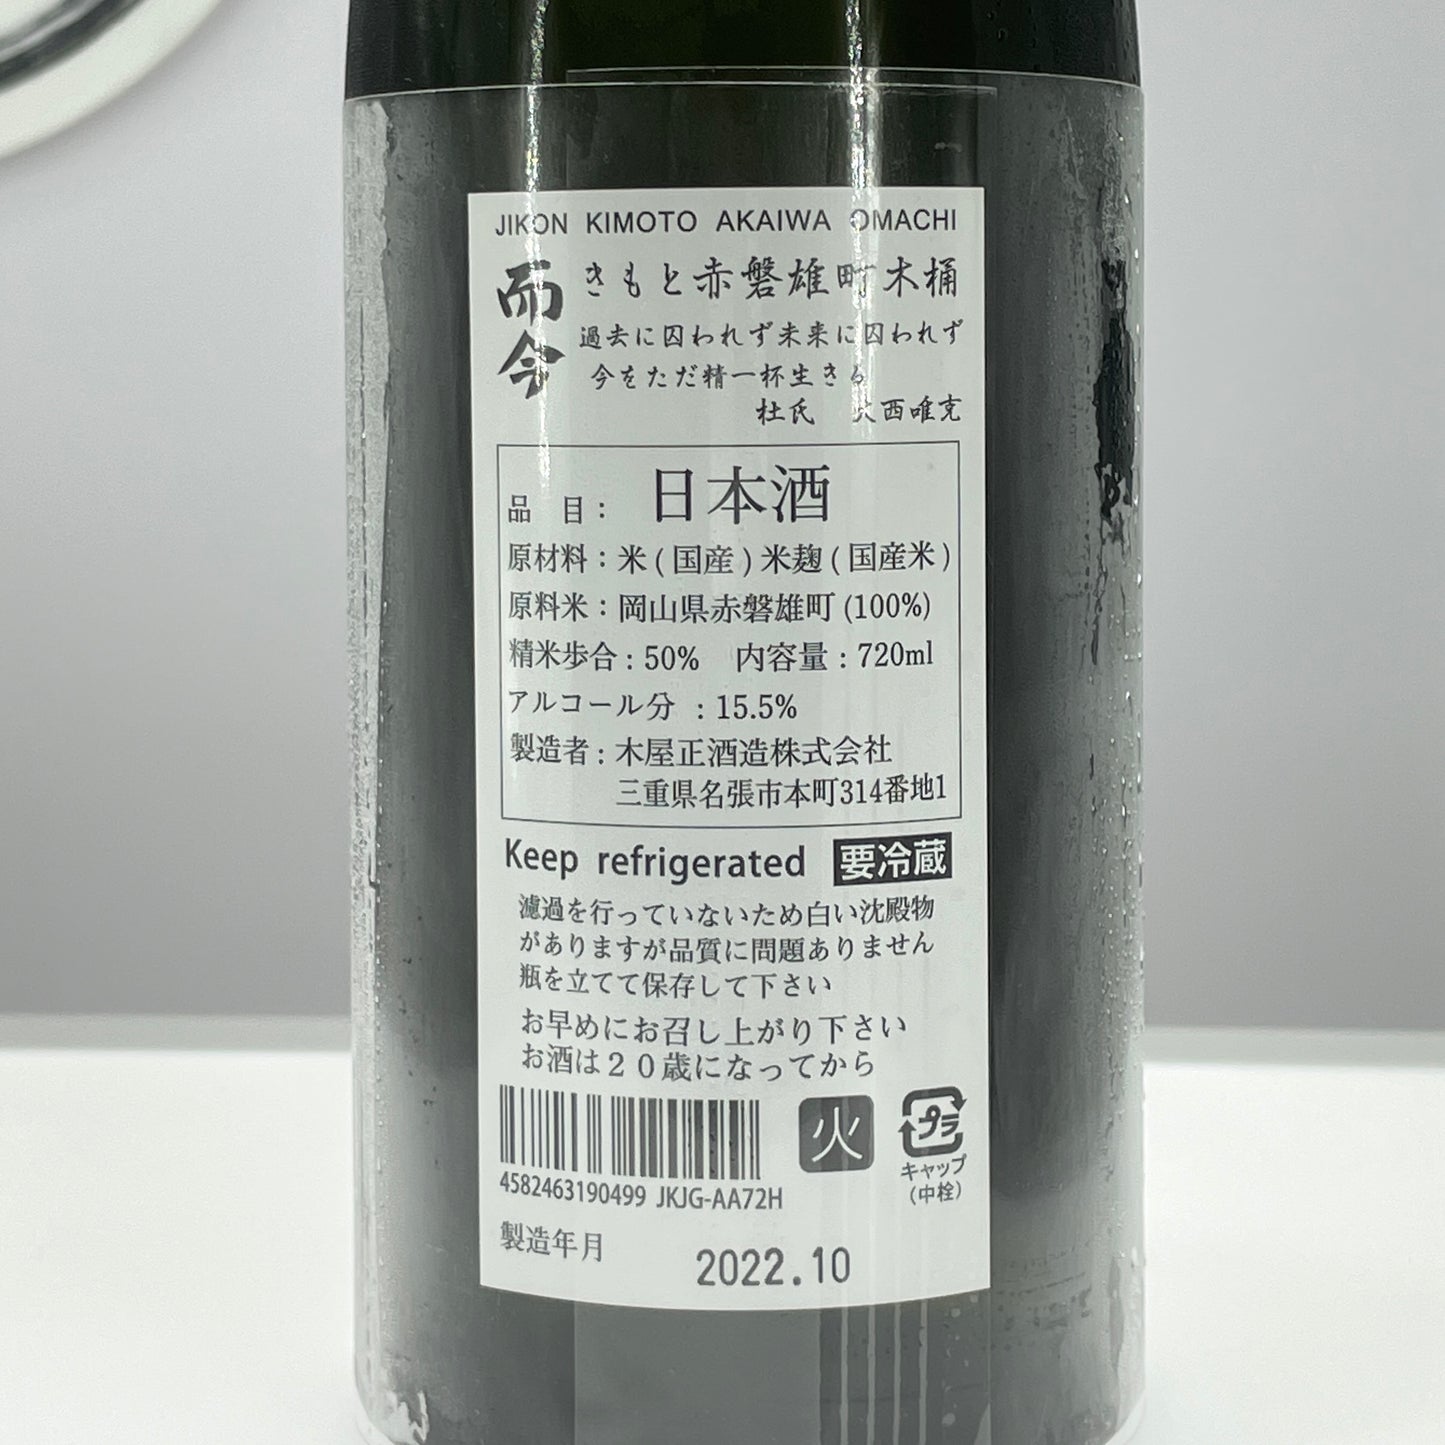 JIKON KIMOTO AKAIWA OMACHI
而今
きもと赤磐雄町木桶
過去に囚われず未来に囚われず
今をただ精一杯生きる
杜氏 大西唯克
品 目: 日本酒
原材料:米(国産)米麹(国産米)
原料米:岡山県赤磐雄町(100%)
精米歩合:50% 内容量:720ml
アルコール分 :15.5%
製造者:木屋正酒造株式会社
三重県名張市本町314番地1
Keep refrigerated 要冷蔵
濾過を行っていないため白い沈殿物
がありますが品質に問題ありません
瓶を立てて保存して下さい
お早めにお召し上がり下さい
お酒は20歳になってから
火
プラ
キャップ
(中栓)
4582463190499 JKJG-AA72H
製造年月 2022.10